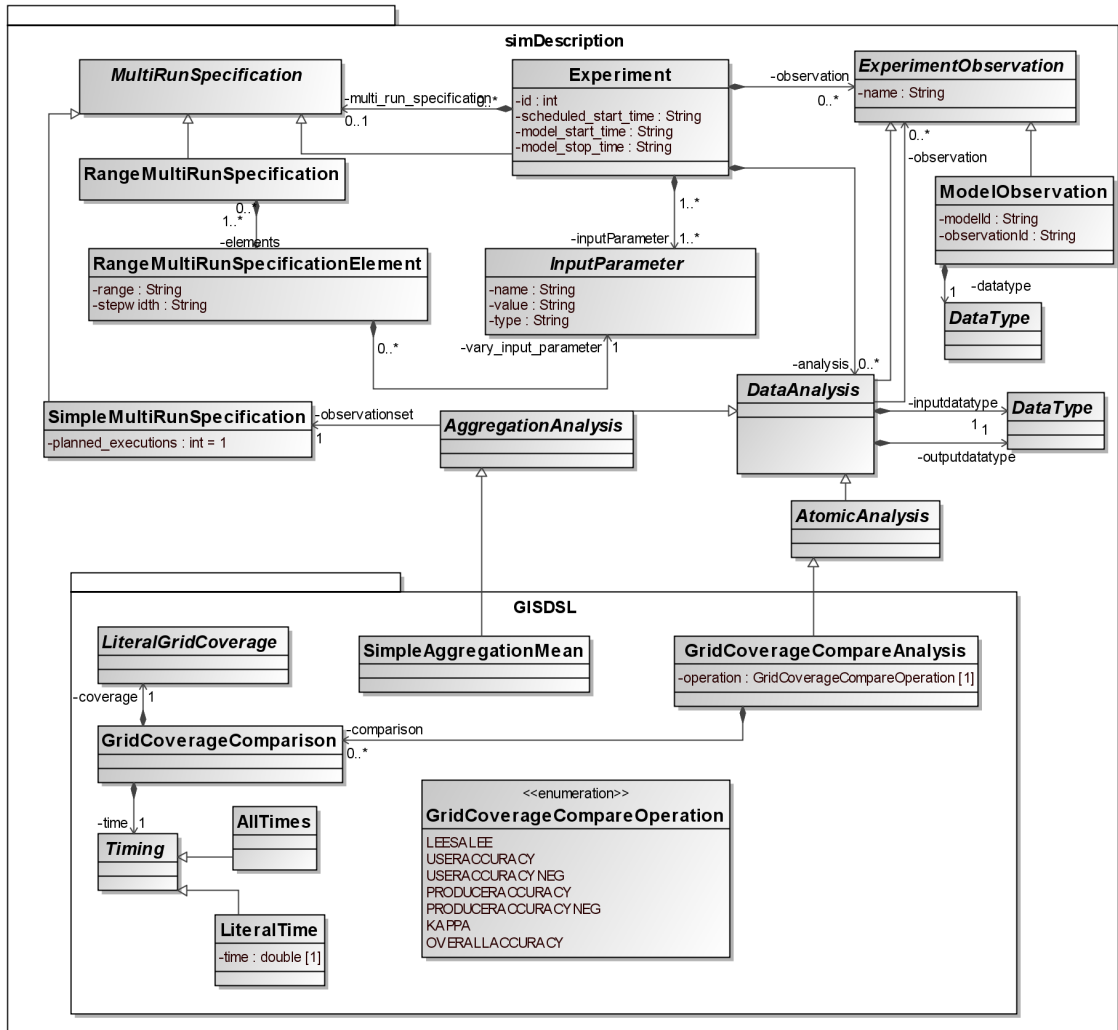 simDescription
MultiRunSpecification
Experiment
-id : int
-scheduled_start_time : String
-model_start_time : String
-model_stop_time : String
ExperimentObservation
-name : String
-multi_run_specification
0..*
0..1
-observation
0..*
0..*
-observation
RangeMultiRunSpecification
0..*
1..*
-elements
RangeMultiRunSpecificationElement
-range : String
-stepwidth : String
1..*
-inputParameter
1..*
InputParameter
-name : String
-value : String
-type : String
ModelObservation
-modelId : String
-observationId : String
1
-datatype
DataType
0..*
-vary_input_parameter
1
-analysis
0..*
SimpleMultiRunSpecification
-planned_executions : int = 1
-observationset
1
AggregationAnalysis
DataAnalysis
-inputdatatype
1
1
-outputdatatype
DataType
AtomicAnalysis
GISDSL
LiteralGridCoverage
SimpleAggregationMean
GridCoverageCompareAnalysis
-operation : GridCoverageCompareOperation [1]
-coverage
1
GridCoverageComparison
-comparison
0..*
-time
1
Timing
AllTimes
LiteralTime
-time : double [1]
<<enumeration>>
GridCoverageCompareOperation
LEESALEE
USERACCURACY
USERACCURACYNEG
PRODUCERACCURACY
PRODUCERACCURACYNEG
KAPPA
OVERALLACCURACY